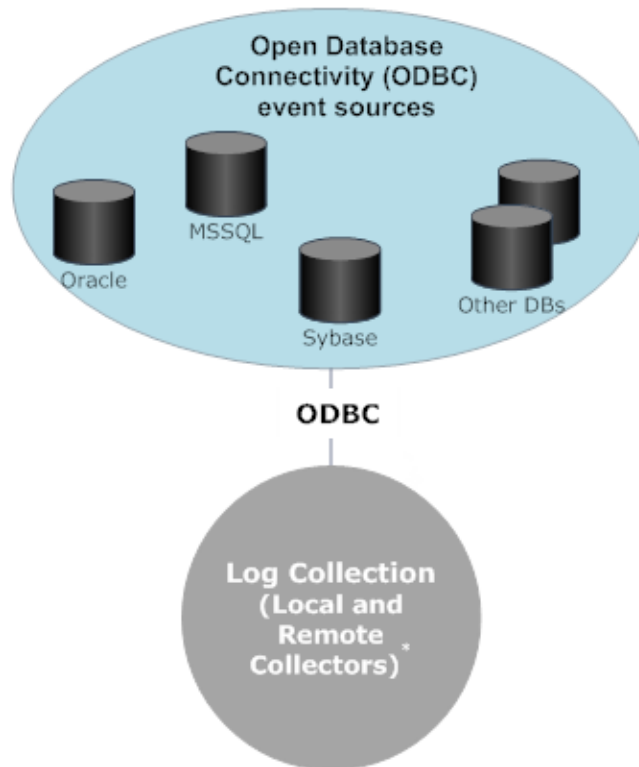 Open Database
Connectivity (ODBC)
event sources
MSSQL
Oracle
Other DBs
Sybase
ODBC
Log Collection
(Local and
Remote
Collectors)*